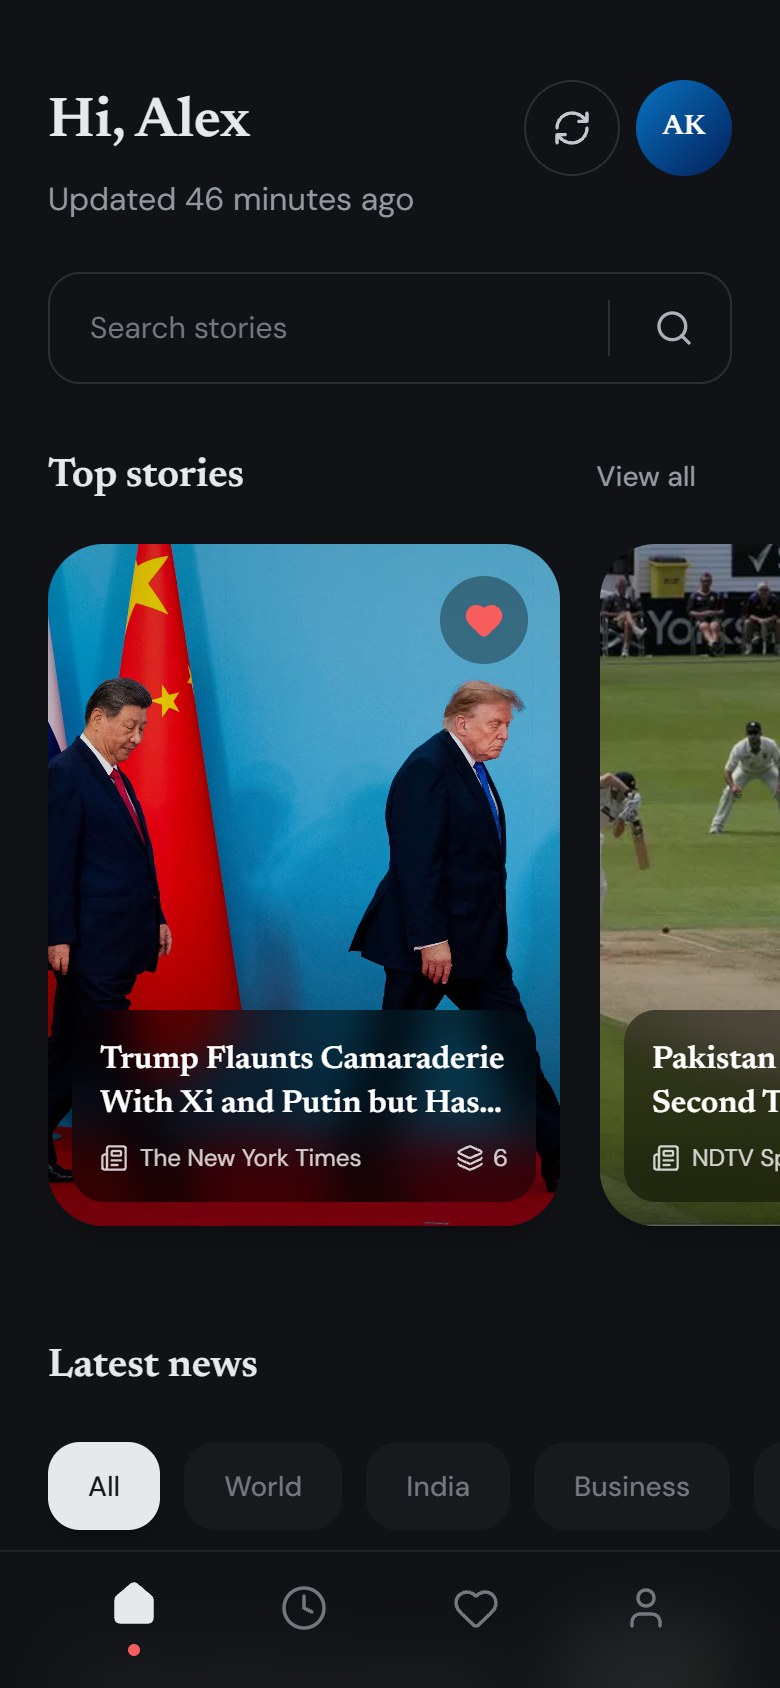 Hi, Alex
AK
Updated 46 minutes ago
Search stories
Top stories
View all
Trump Flaunts Camaraderie
With Xi and Putin but Has...
The New York Times
6
Pakistan
Second T
NDTV Sp
Latest news
All
World
India
Business